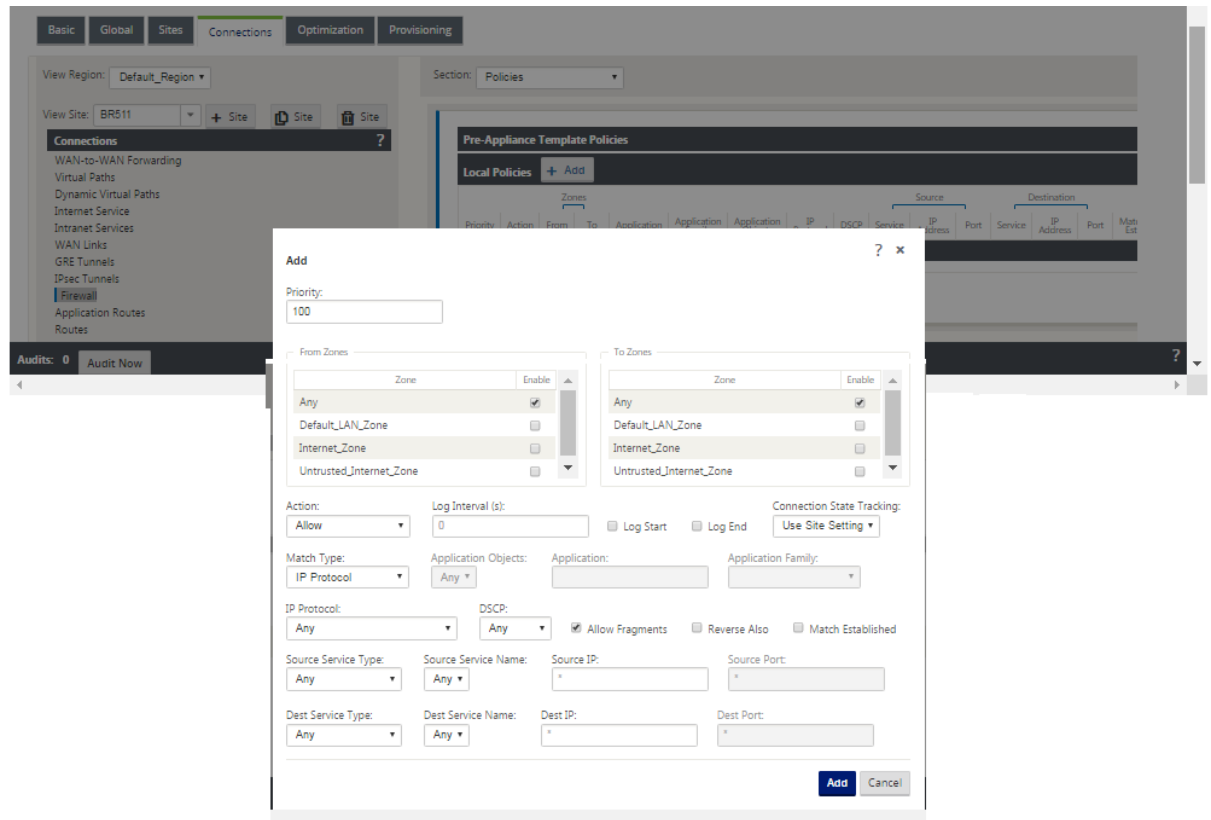 Basic Global Sites Connections Optimization Provisioning
View Region: Default_Region
Section: Policies
View Site: BR511 + Site Site Site
Connections ?
WAN-to-WAN Forwarding
Virtual Paths
Dynamic Virtual Paths
Internet Service
Intranet Services
WAN Links
GRE Tunnels
IPsec Tunnels
Firewall
Application Routes
Routes
Pre-Appliance Template Policies
Local Policies + Add
Zones Source Destination
Priority Action From To Application Application Application IP DSCP Service IP Address Port Service IP Address Port
Audits: 0 Audit Now ?
Add ? ×
Priority:
100
From Zones To Zones
Zone Enable Zone Enable
Any Any
Default_LAN_Zone Default_LAN_Zone
Internet_Zone Internet_Zone
Untrusted_Internet_Zone Untrusted_Internet_Zone
Action: Log Interval (s): Connection State Tracking:
Allow 0 Log Start Log End Use Site Setting
Match Type: Application Objects: Application: Application Family:
IP Protocol Any
IP Protocol: DSCP:
Any Any Allow Fragments Reverse Also Match Established
Source Service Type: Source Service Name: Source IP: Source Port:
Any Any * *
Dest Service Type: Dest Service Name: Dest IP: Dest Port:
Any Any * *
Add Cancel